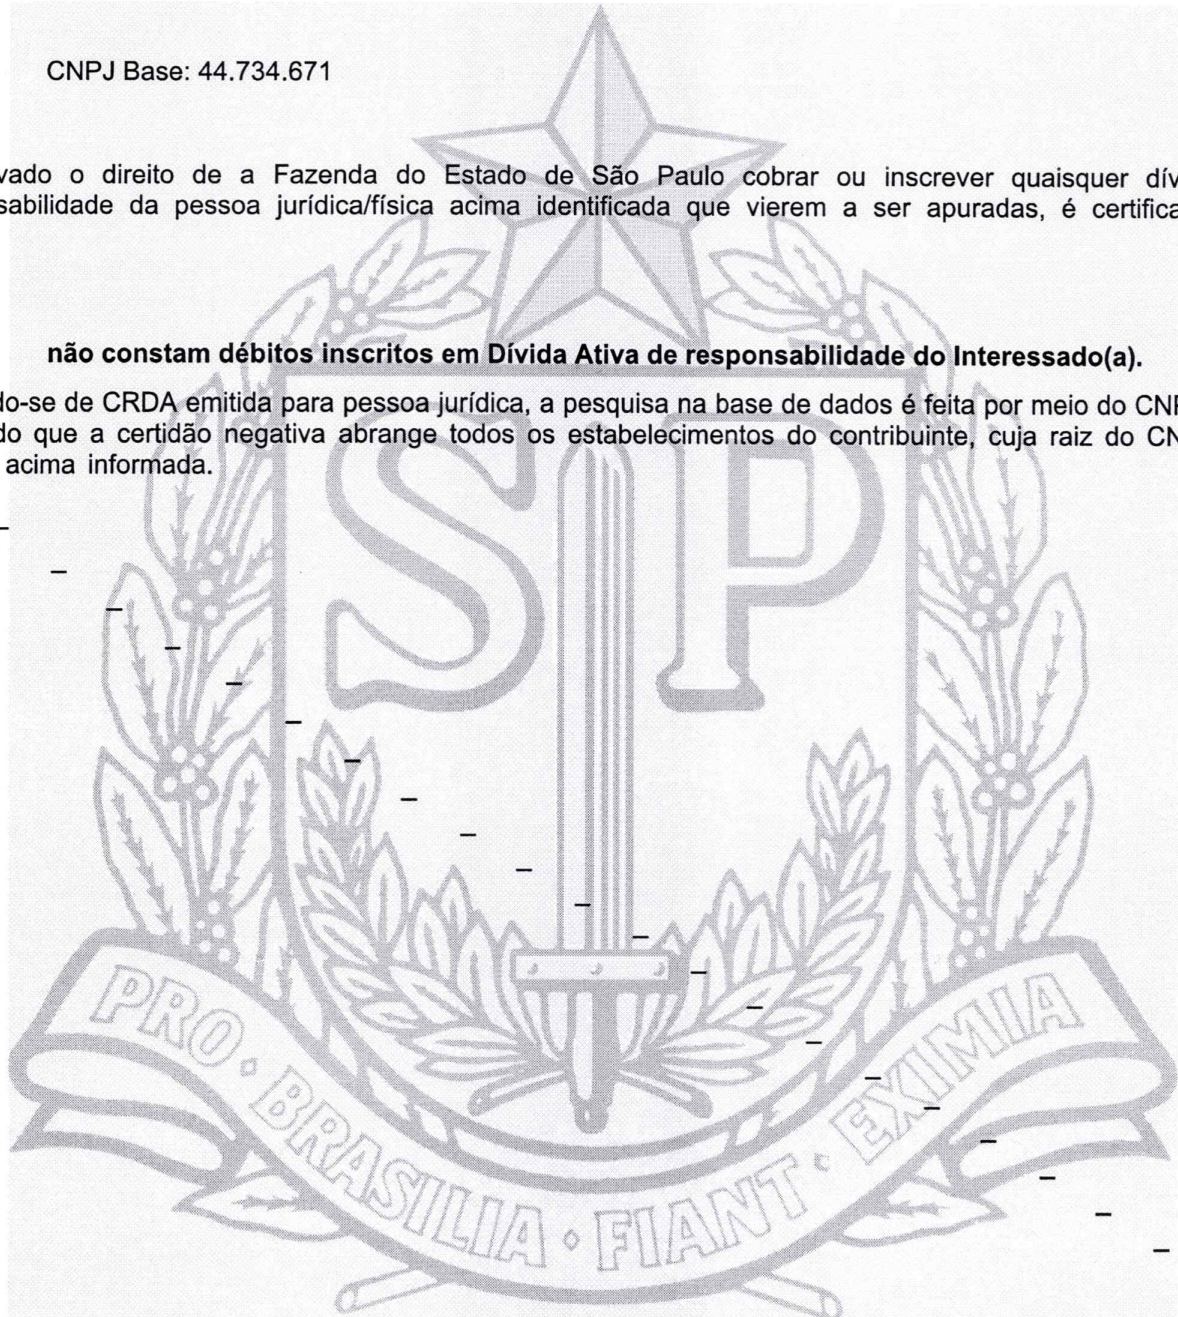 CNPJ Base: 44.734.671
vado o direito de a Fazenda do Estado de São Paulo cobrar ou inscrever quaisquer dív
sabilidade da pessoa jurídica/física acima identificada que vierem a ser apuradas, é certifica
não constam débitos inscritos em Dívida Ativa de responsabilidade do Interessado(a).
do-se de CRDA emitida para pessoa jurídica, a pesquisa na base de dados é feita por meio do CNP
do que a certidão negativa abrange todos os estabelecimentos do contribuinte, cuja raiz do CN
acima informada.
SP
PRO · BRASILIA · FIANT · EXIMIA